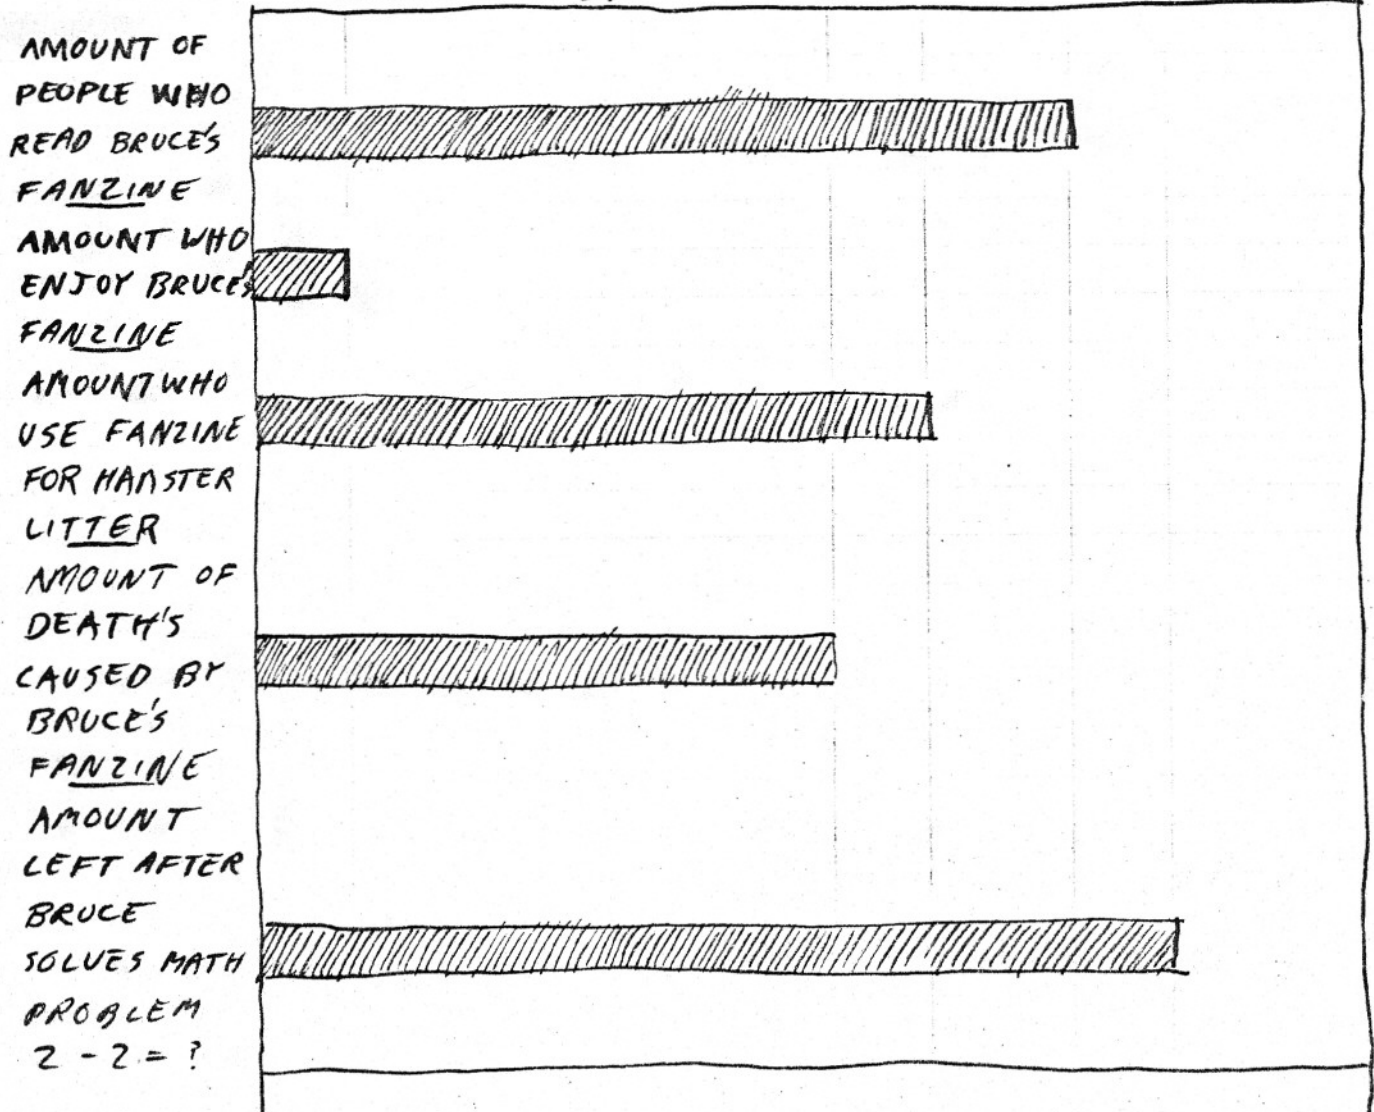 AMOUNT OF
PEOPLE WHO
READ BRUCE'S
FANZINE
AMOUNT WHO
ENJOY BRUCE'S
FANZINE
AMOUNT WHO
USE FANZINE
FOR HAMSTER
LITTER
AMOUNT OF
DEATH'S
CAUSED BY
BRUCE'S
FANZINE
AMOUNT
LEFT AFTER
BRUCE
SOLVES MATH
PROBLEM
2 - 2 = ?